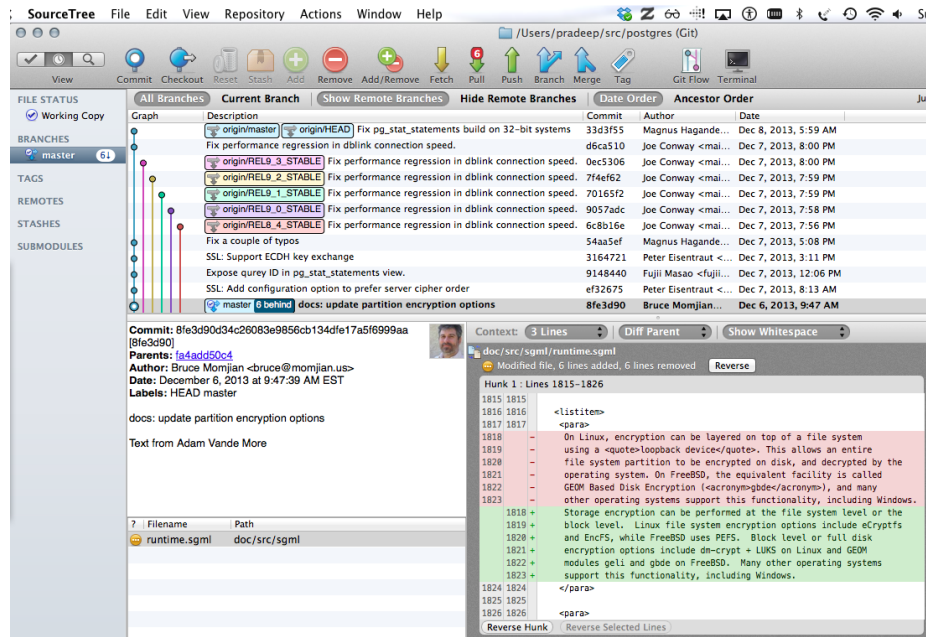 SourceTree File Edit View Repository Actions Window Help
/Users/pradeep/src/postgres (Git)
6
View Commit Checkout Reset Stash Add Remove Add/Remove Fetch Pull Push Branch Merge Tag Git Flow Terminal
FILE STATUS
Working Copy
BRANCHES
master 6↓
TAGS
REMOTES
STASHES
SUBMODULES
All Branches Current Branch Show Remote Branches Hide Remote Branches Date Order Ancestor Order Ju
Graph Description Commit Author Date
origin/master origin/HEAD Fix pg_stat_statements build on 32-bit systems 33d3f55 Magnus Hagande... Dec 8, 2013, 5:59 AM
Fix performance regression in dblink connection speed. d6ca510 Joe Conway <mai... Dec 7, 2013, 8:00 PM
origin/REL9_3_STABLE Fix performance regression in dblink connection speed. 0ec5306 Joe Conway <mai... Dec 7, 2013, 8:00 PM
origin/REL9_2_STABLE Fix performance regression in dblink connection speed. 7f4ef62 Joe Conway <mai... Dec 7, 2013, 7:59 PM
origin/REL9_1_STABLE Fix performance regression in dblink connection speed. 70165f2 Joe Conway <mai... Dec 7, 2013, 7:59 PM
origin/REL9_0_STABLE Fix performance regression in dblink connection speed. 9057adc Joe Conway <mai... Dec 7, 2013, 7:58 PM
origin/REL8_4_STABLE Fix performance regression in dblink connection speed. 6c8b16e Joe Conway <mai... Dec 7, 2013, 7:56 PM
Fix a couple of typos 54aa5ef Magnus Hagande... Dec 7, 2013, 5:08 PM
SSL: Support ECDH key exchange 3164721 Peter Eisentraut <... Dec 7, 2013, 3:11 PM
Expose qurey ID in pg_stat_statements view. 9148440 Fujii Masao <fujii... Dec 7, 2013, 12:06 PM
SSL: Add configuration option to prefer server cipher order ef32675 Peter Eisentraut <... Dec 7, 2013, 8:13 AM
master 6 behind docs: update partition encryption options 8fe3d90 Bruce Momjian... Dec 6, 2013, 9:47 AM
Commit: 8fe3d90d34c26083e9856cb134dfe17a5f6999aa
[8fe3d90]
Parents: fa4add50c4
Author: Bruce Momjian <bruce@momjian.us>
Date: December 6, 2013 at 9:47:39 AM EST
Labels: HEAD master
docs: update partition encryption options
Text from Adam Vande More
? Filename Path
runtime.sgml doc/src/sgml
Context: 3 Lines Diff Parent Show Whitespace
doc/src/sgml/runtime.sgml
Modified file, 6 lines added, 6 lines removed Reverse
Hunk 1 : Lines 1815-1826
1815 1815
1816 1816 <listitem>
1817 1817 <para>
1818 - On Linux, encryption can be layered on top of a file system
1819 - using a <quote>loopback device</quote>. This allows an entire
1820 - file system partition to be encrypted on disk, and decrypted by the
1821 - operating system. On FreeBSD, the equivalent facility is called
1822 - GEOM Based Disk Encryption (<acronym>gbde</acronym>), and many
1823 - other operating systems support this functionality, including Windows.
1818 + Storage encryption can be performed at the file system level or the
1819 + block level. Linux file system encryption options include eCryptfs
1820 + and EncFS, while FreeBSD uses PEFS. Block level or full disk
1821 + encryption options include dm-crypt + LUKS on Linux and GEOM
1822 + modules geli and gbde on FreeBSD. Many other operating systems
1823 + support this functionality, including Windows.
1824 1824 </para>
1825 1825
1826 1826 <para>
Reverse Hunk Reverse Selected Lines